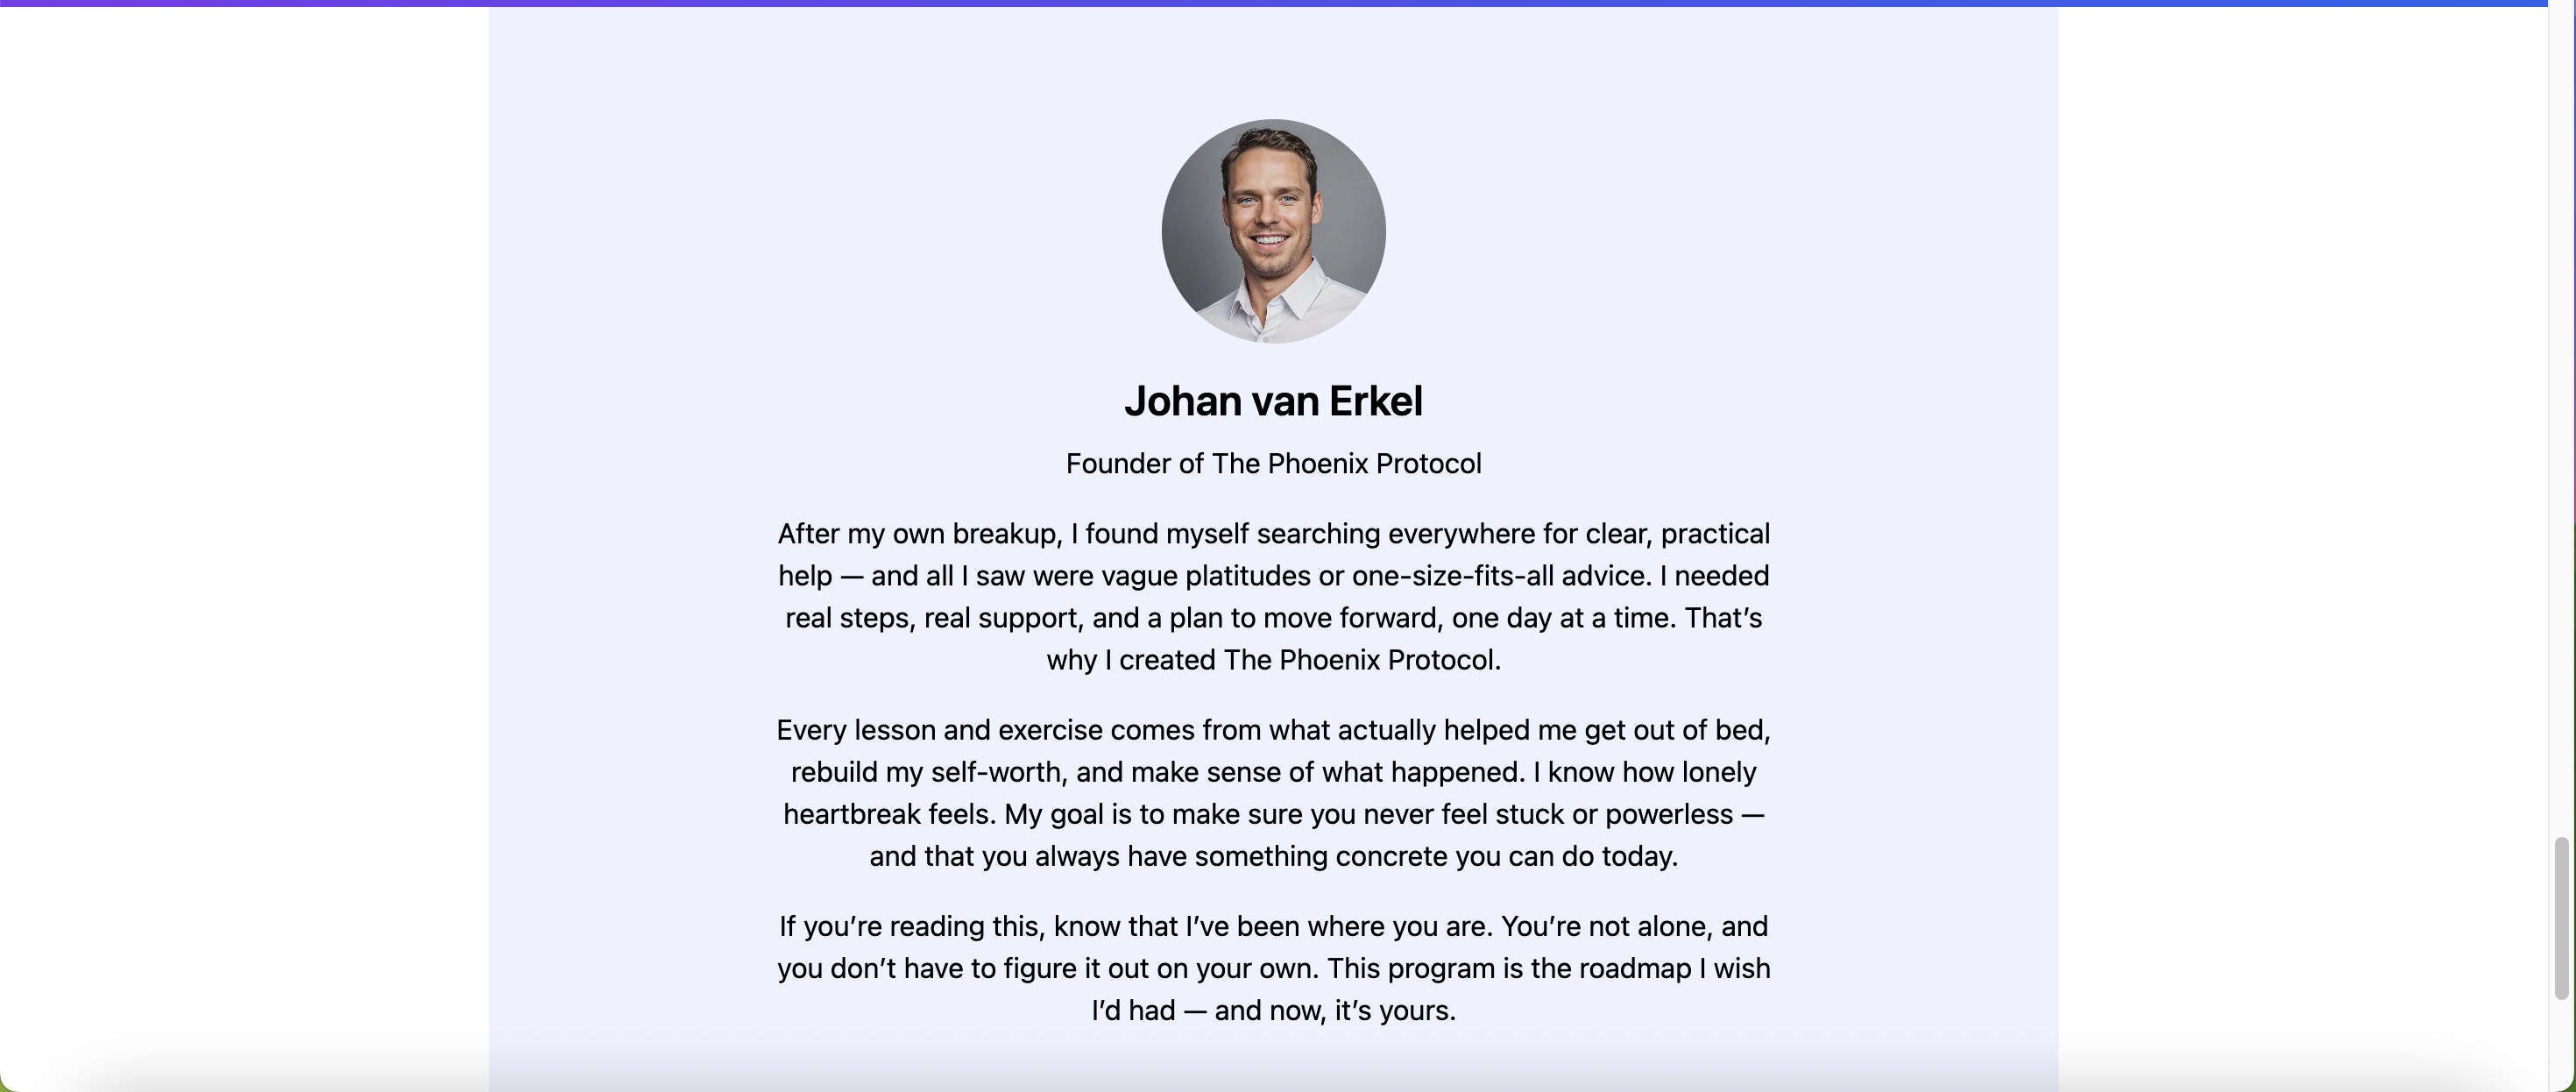 Johan van Erkel
Founder of The Phoenix Protocol
After my own breakup, I found myself searching everywhere for clear, practical
help — and all I saw were vague platitudes or one-size-fits-all advice. I needed
real steps, real support, and a plan to move forward, one day at a time. That’s
why I created The Phoenix Protocol.
Every lesson and exercise comes from what actually helped me get out of bed,
rebuild my self-worth, and make sense of what happened. I know how lonely
heartbreak feels. My goal is to make sure you never feel stuck or powerless —
and that you always have something concrete you can do today.
If you’re reading this, know that I’ve been where you are. You’re not alone, and
you don’t have to figure it out on your own. This program is the roadmap I wish
I’d had — and now, it’s yours.